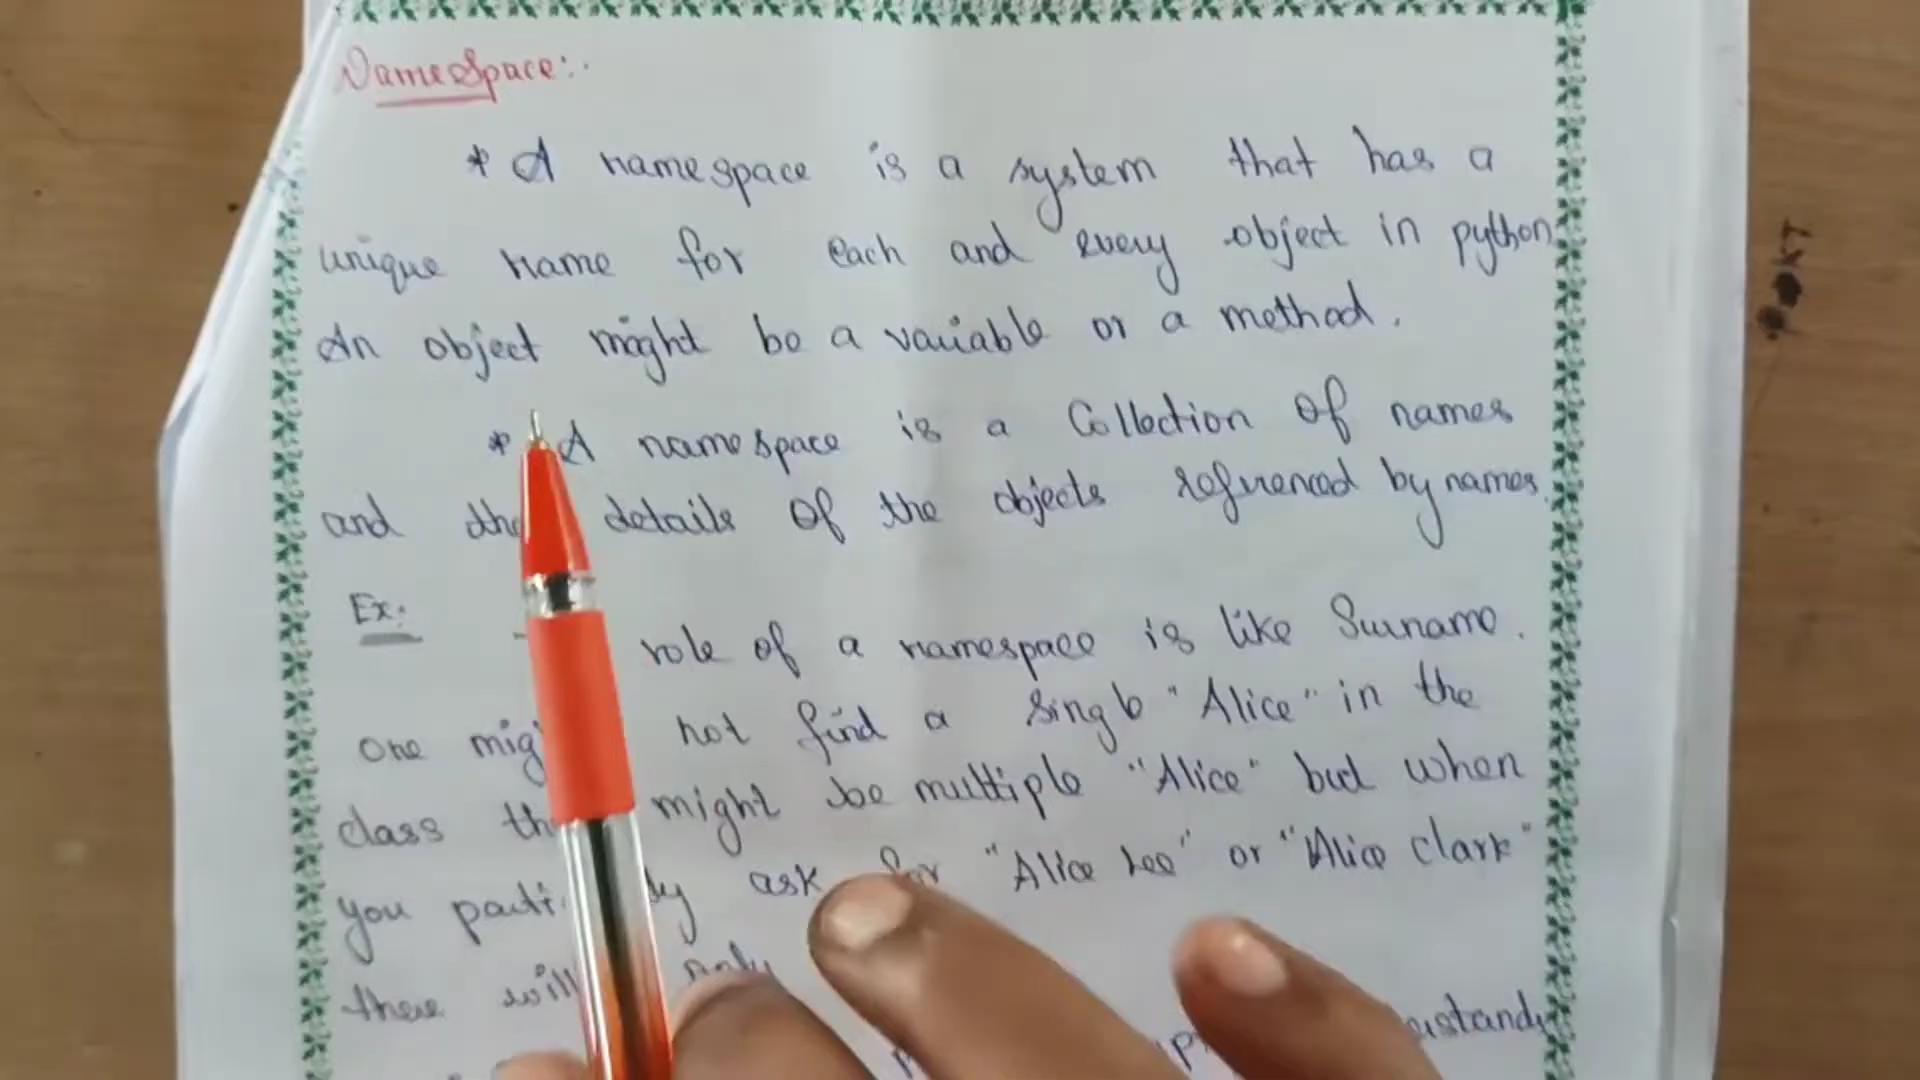 Namespace:-
* A namespace is a system that has a
unique name for each and every object in python
An object might be a variable or a method.
* A namespace is a Collection of names
and the details of the objects referenced by names.
Ex:
role of a namespace is like Surname.
One not find a single "Alice" in the
class might be multiple "Alice" but when
you ask for "Alice Lee" or "Alice Clark"
there will only